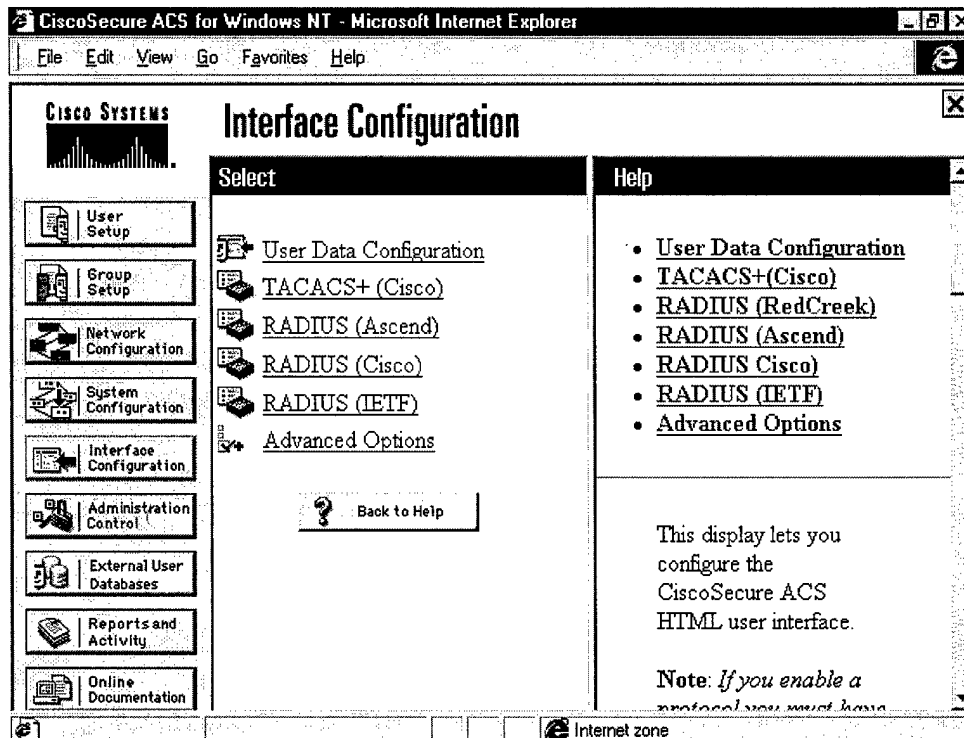 CiscoSecure ACS for Windows NT - Microsoft Internet Explorer
File Edit View Go Favorites Help
CISCO SYSTEMS
Interface Configuration
User Setup
Group Setup
Network Configuration
System Configuration
Interface Configuration
Administration Control
External User Databases
Reports and Activity
Online Documentation
Select
User Data Configuration
TACACS+ (Cisco)
RADIUS (Ascend)
RADIUS (Cisco)
RADIUS (IETF)
Advanced Options
Back to Help
Help
• User Data Configuration
• TACACS+(Cisco)
• RADIUS (RedCreek)
• RADIUS (Ascend)
• RADIUS Cisco)
• RADIUS (IETF)
• Advanced Options
This display lets you
configure the
CiscoSecure ACS
HTML user interface.
Note: If you enable a
protocol you must have
Internet zone